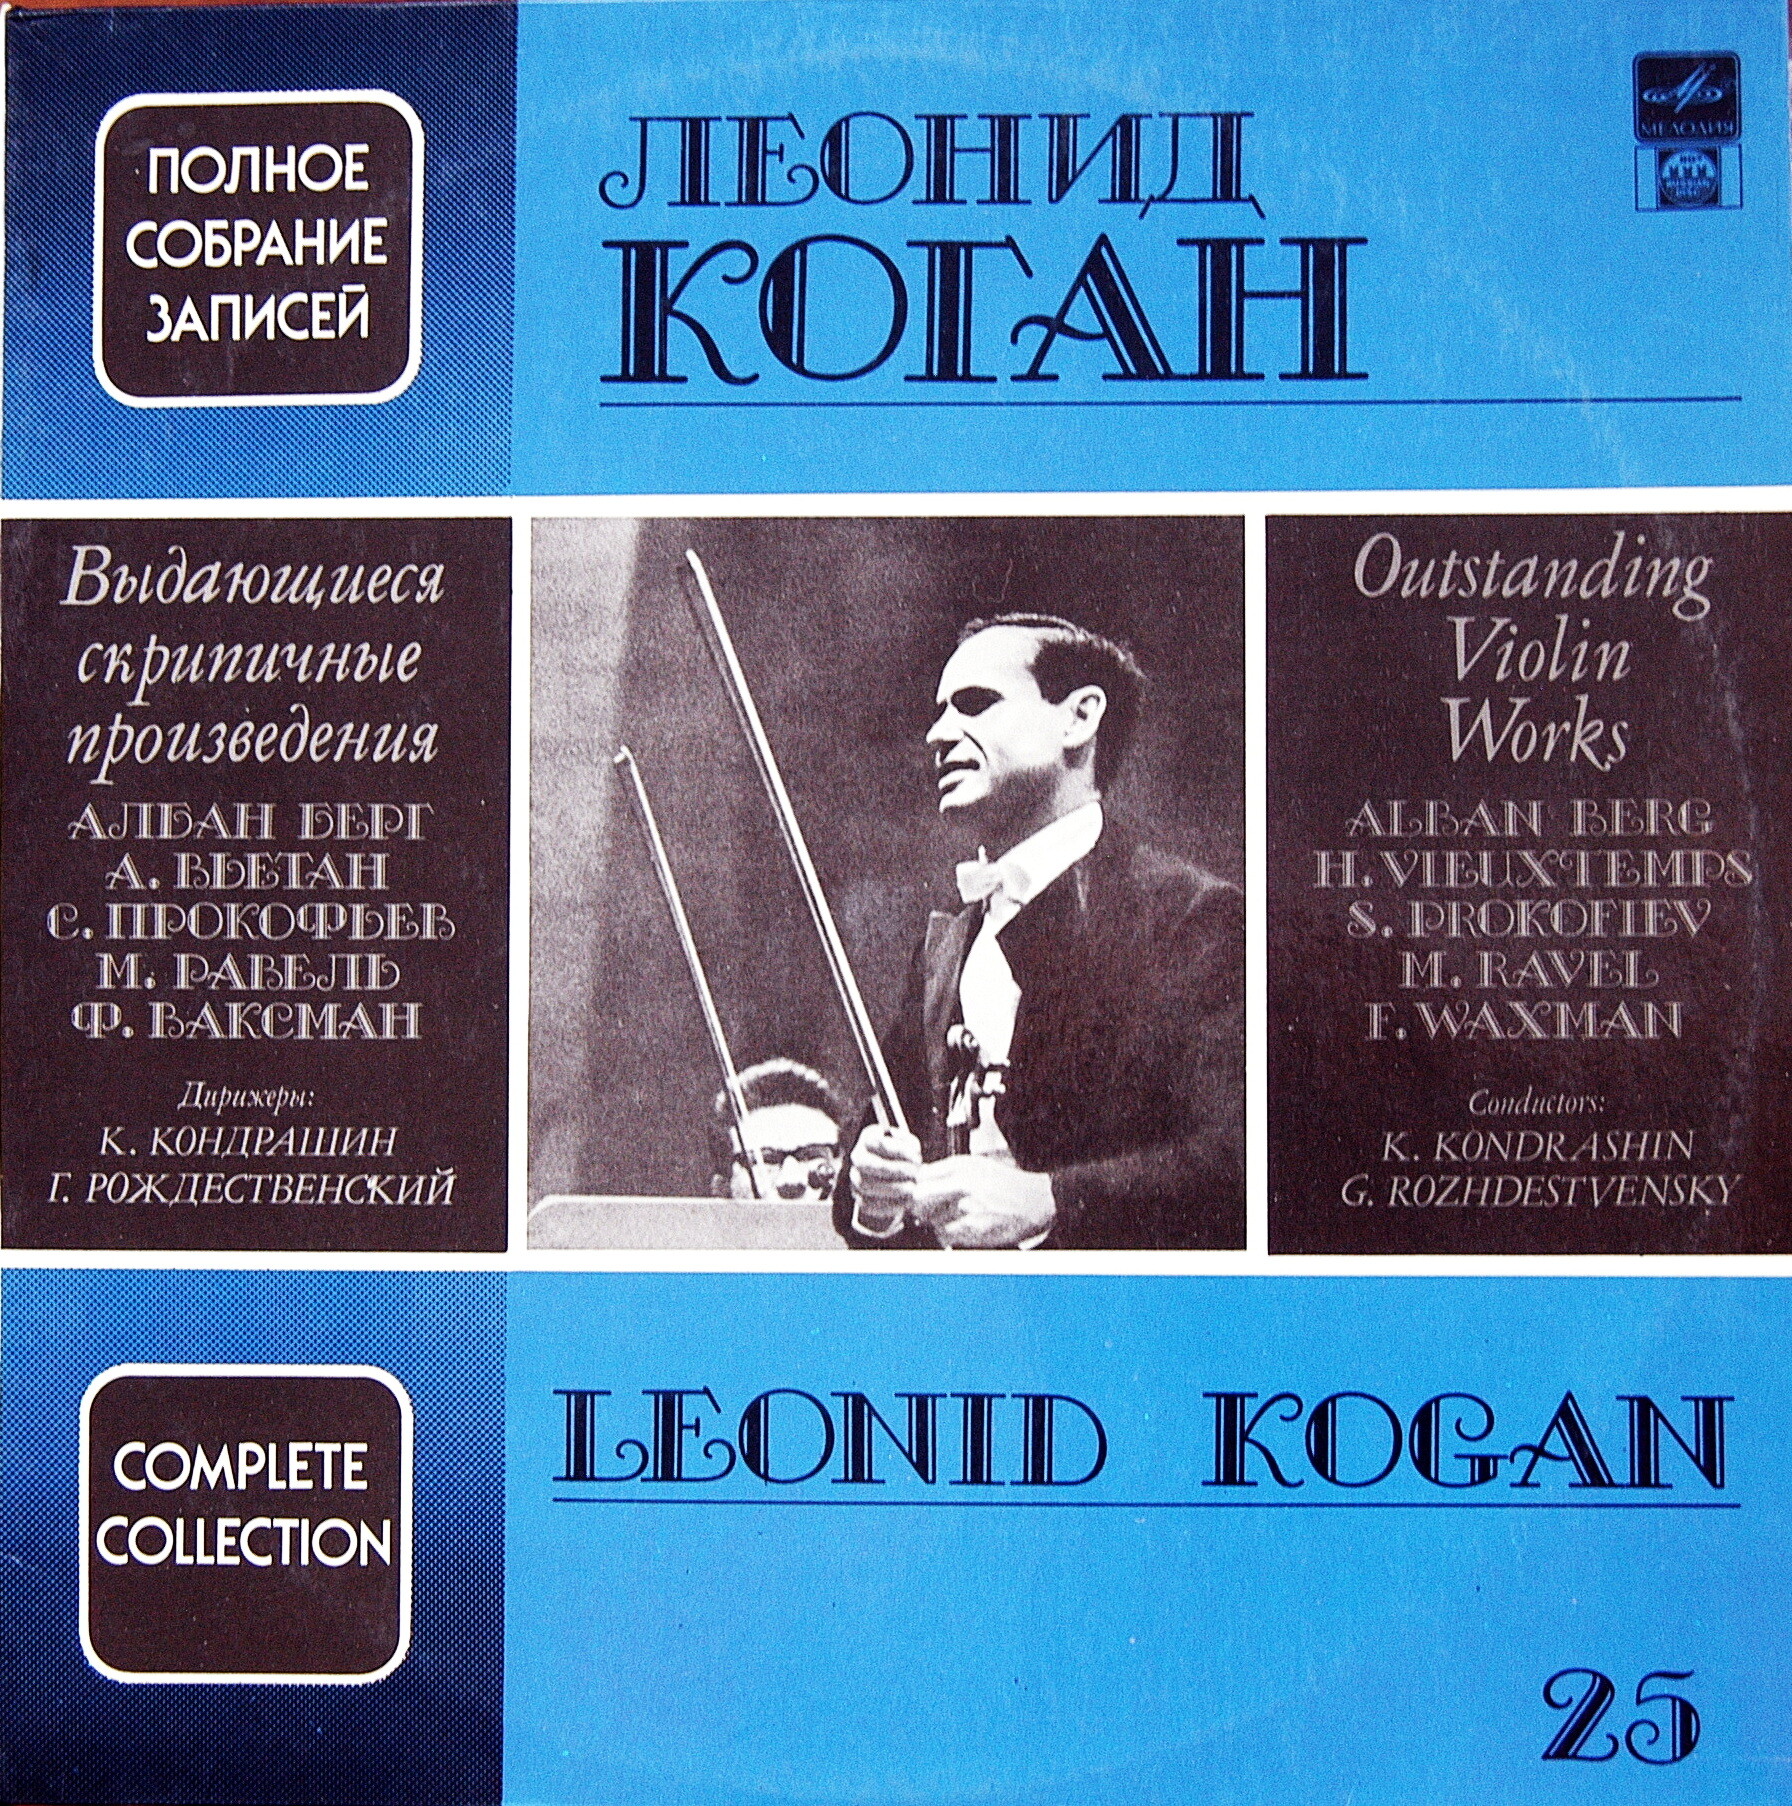 ПОЛНОЕ
СОБРАНИЕ
ЗАПИСЕЙ
ЛЕОНИД
КОГАН
МЕЛОДИЯ
Выдающиеся
скрипичные
произведения
АЛБАН БЕРГ
А. ВЬЕТАН
С. ПРОКОФЬЕВ
М. РАВЕЛЬ
Ф. ВАКСМАН
Дирижеры:
К. КОНДРАШИН
Г. РОЖДЕСТВЕНСКИЙ
Outstanding
Violin
Works
ALBAN BERG
H. VIEUXTEMPS
S. PROKOFIEV
M. RAVEL
F. WAXMAN
Conductors:
K. KONDRASHIN
G. ROZHDESTVENSKY
COMPLETE
COLLECTION
LEONID KOGAN
25